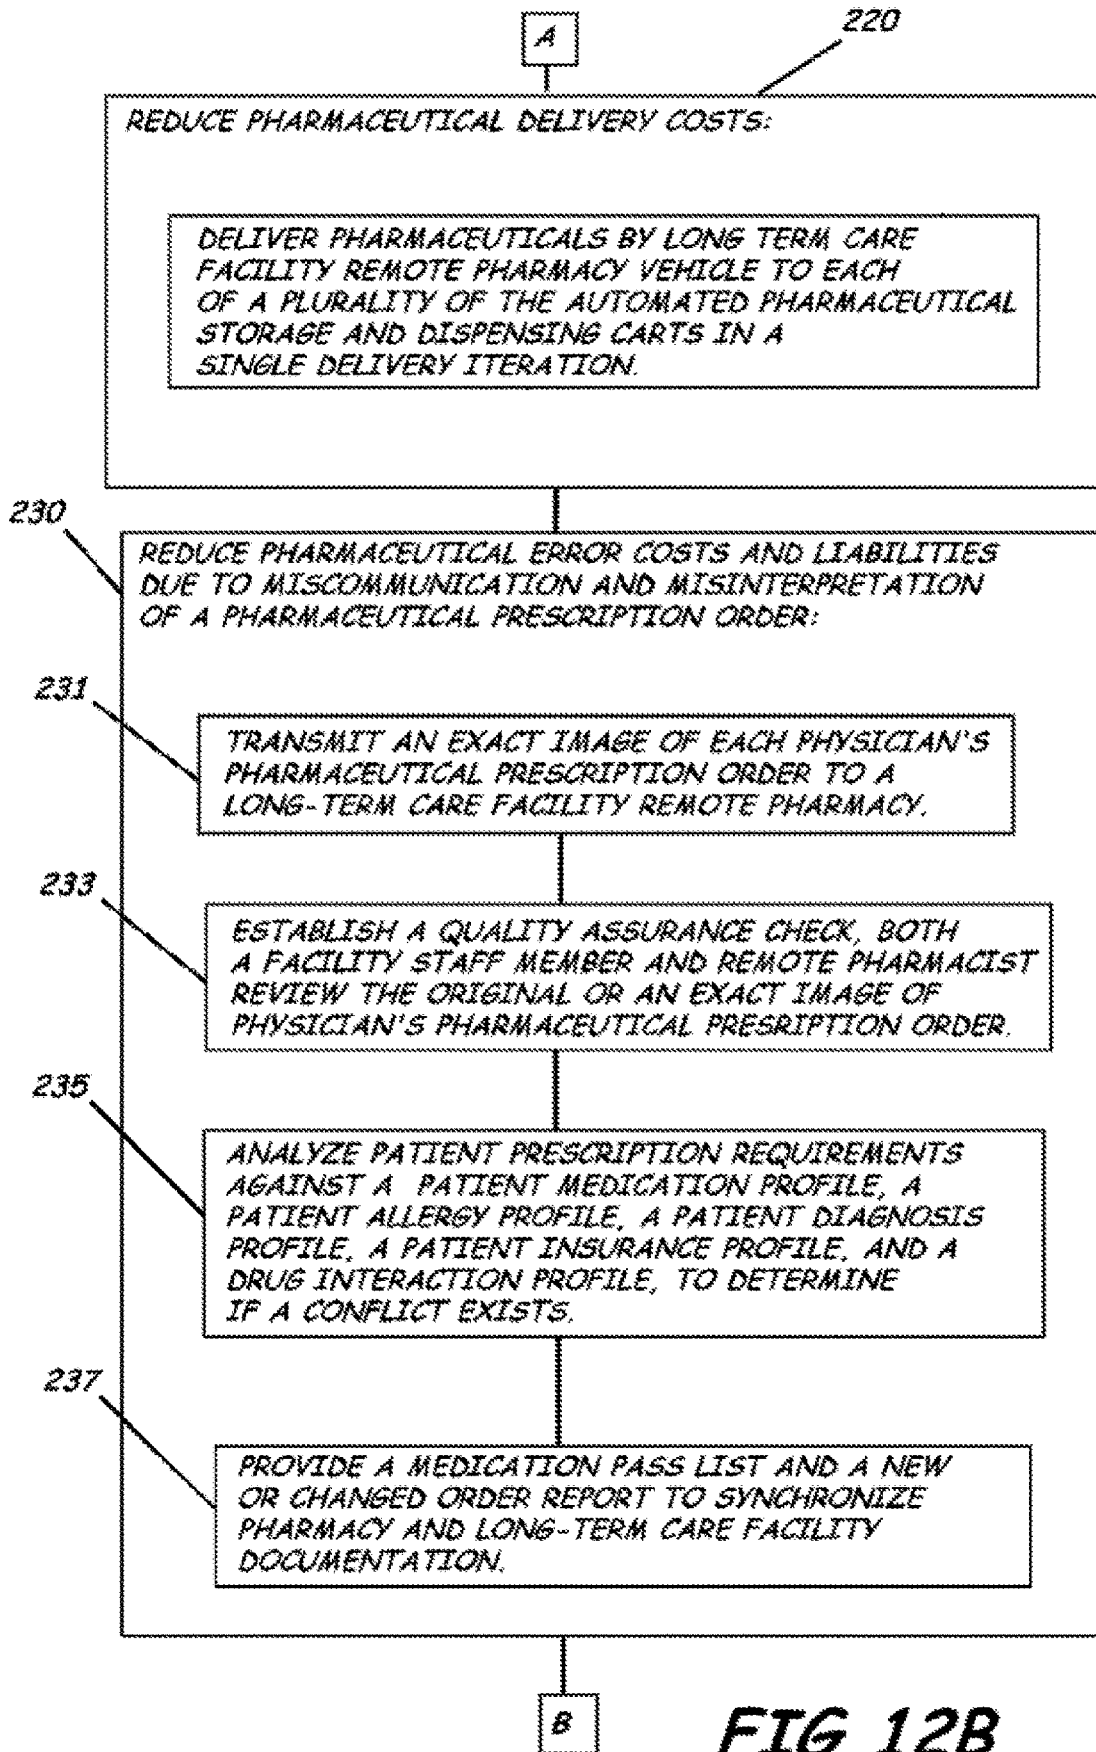 A
220
REDUCE PHARMACEUTICAL DELIVERY COSTS:
DELIVER PHARMACEUTICALS BY LONG TERM CARE
FACILITY REMOTE PHARMACY VEHICLE TO EACH
OF A PLURALITY OF THE AUTOMATED PHARMACEUTICAL
STORAGE AND DISPENSING CARTS IN A
SINGLE DELIVERY ITERATION.
230
REDUCE PHARMACEUTICAL ERROR COSTS AND LIABILITIES
DUE TO MISCOMMUNICATION AND MISINTERPRETATION
OF A PHARMACEUTICAL PRESCRIPTION ORDER:
231
TRANSMIT AN EXACT IMAGE OF EACH PHYSICIAN'S
PHARMACEUTICAL PRESCRIPTION ORDER TO A
LONG-TERM CARE FACILITY REMOTE PHARMACY.
233
ESTABLISH A QUALITY ASSURANCE CHECK, BOTH
A FACILITY STAFF MEMBER AND REMOTE PHARMACIST
REVIEW THE ORIGINAL OR AN EXACT IMAGE OF
PHYSICIAN'S PHARMACEUTICAL PRESRIPTION ORDER.
235
ANALYZE PATIENT PRESCRIPTION REQUIREMENTS
AGAINST A PATIENT MEDICATION PROFILE, A
PATIENT ALLERGY PROFILE, A PATIENT DIAGNOSIS
PROFILE, A PATIENT INSURANCE PROFILE, AND A
DRUG INTERACTION PROFILE, TO DETERMINE
IF A CONFLICT EXISTS.
237
PROVIDE A MEDICATION PASS LIST AND A NEW
OR CHANGED ORDER REPORT TO SYNCHRONIZE
PHARMACY AND LONG-TERM CARE FACILITY
DOCUMENTATION.
B
FIG 12B